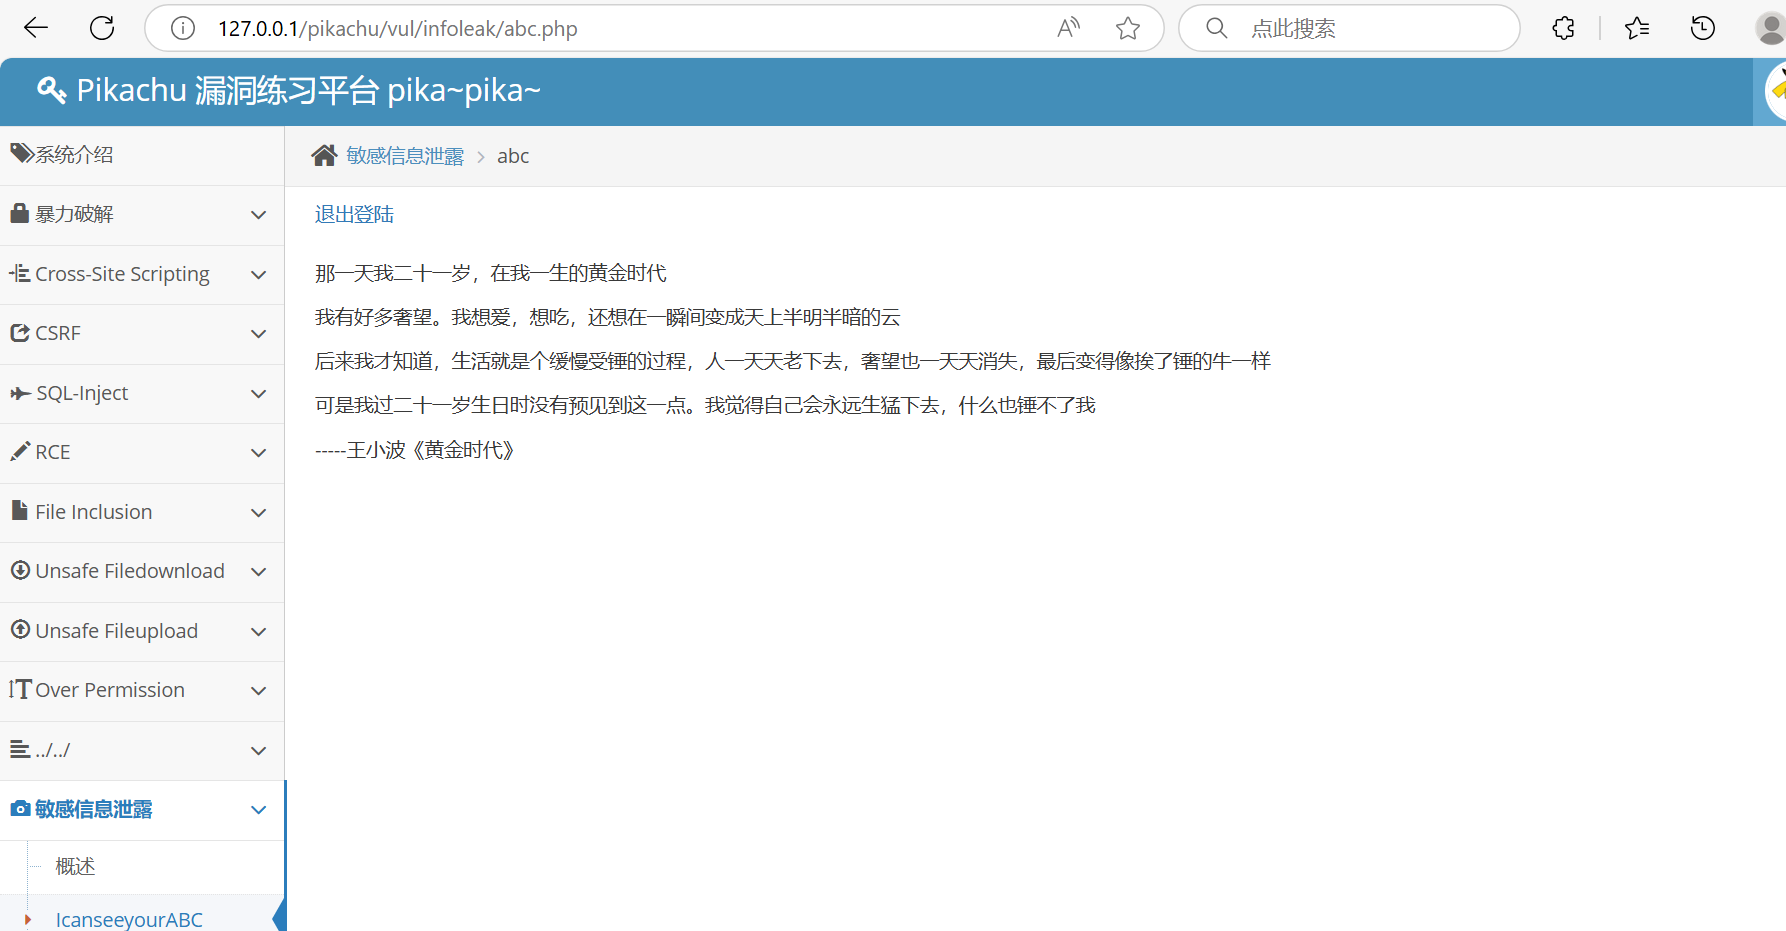 127.0.0.1/pikachu/vul/infoleak/abc.php
点此搜索
Pikachu 漏洞练习平台 pika~pika~
系统介绍
暴力破解
Cross-Site Scripting
CSRF
SQL-Inject
RCE
File Inclusion
Unsafe Filedownload
Unsafe Fileupload
Over Permission
../../
敏感信息泄露
概述
IcanseeyourABC
敏感信息泄露 > abc
退出登陆
那一天我二十一岁，在我一生的黄金时代
我有好多奢望。我想爱，想吃，还想在一瞬间变成天上半明半暗的云
后来我才知道，生活就是个缓慢受锤的过程，人一天天老下去，奢望也一天天消失，最后变得像挨了锤的牛一样
可是我过二十一岁生日时没有预见到这一点。我觉得自己会永远生猛下去，什么也锤不了我
-----王小波《黄金时代》